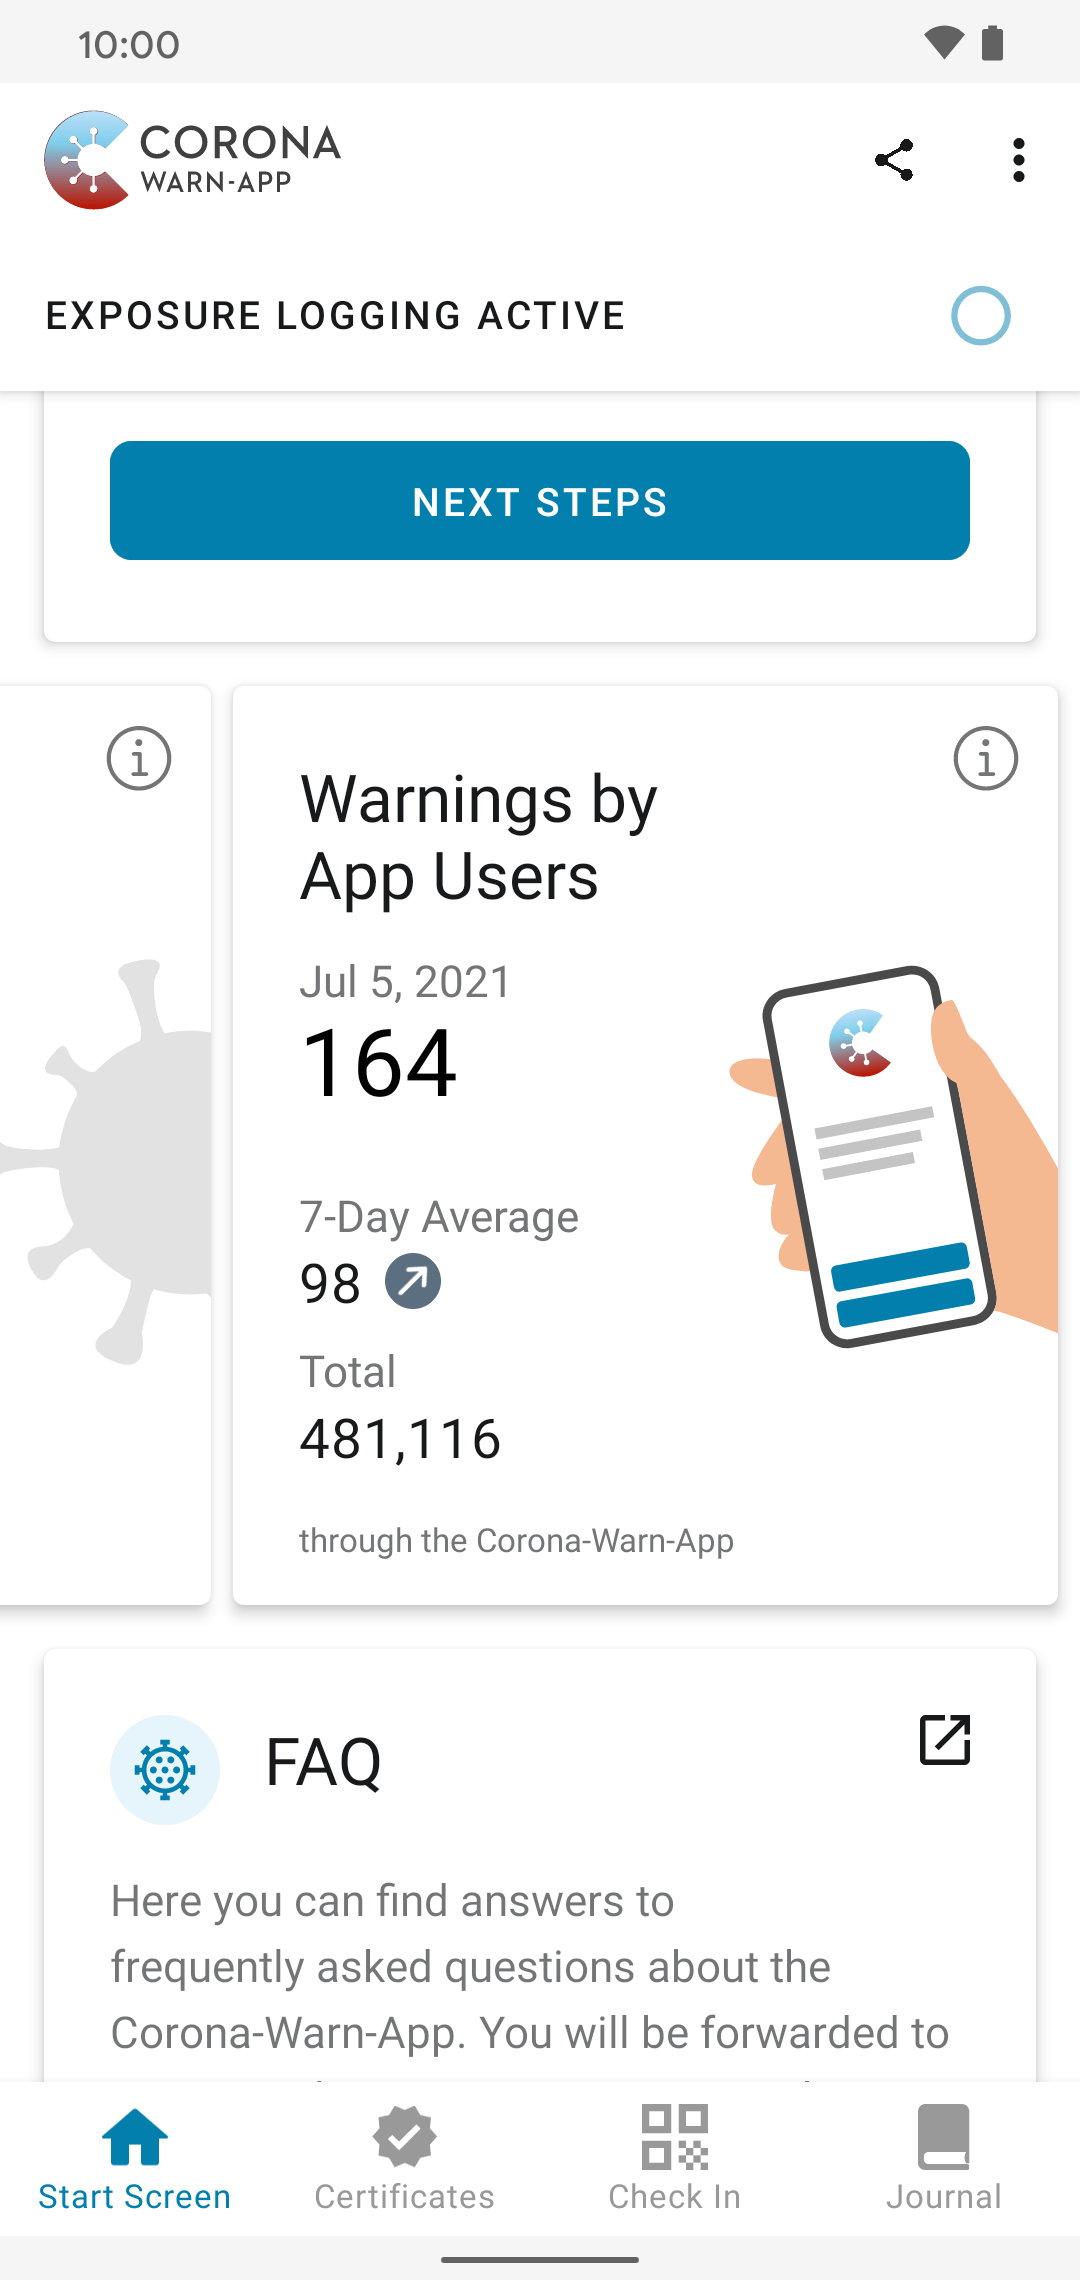 10:00
CORONA
WARN-APP
EXPOSURE LOGGING ACTIVE
NEXT STEPS
Warnings by
App Users
Jul 5, 2021
164
7-Day Average
98
Total
481,116
through the Corona-Warn-App
FAQ
Here you can find answers to
frequently asked questions about the
Corona-Warn-App. You will be forwarded to
Start Screen
Certificates
Check In
Journal